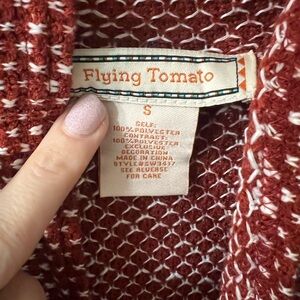 Flying Tomato
S
SELF:
100%POLYESTER
CONTRAST:
100%POLYESTER
EXCLUSIVE
DECORATION
MADE IN CHINA
STYLE#SW3417
SEE REVERSE
FOR CARE